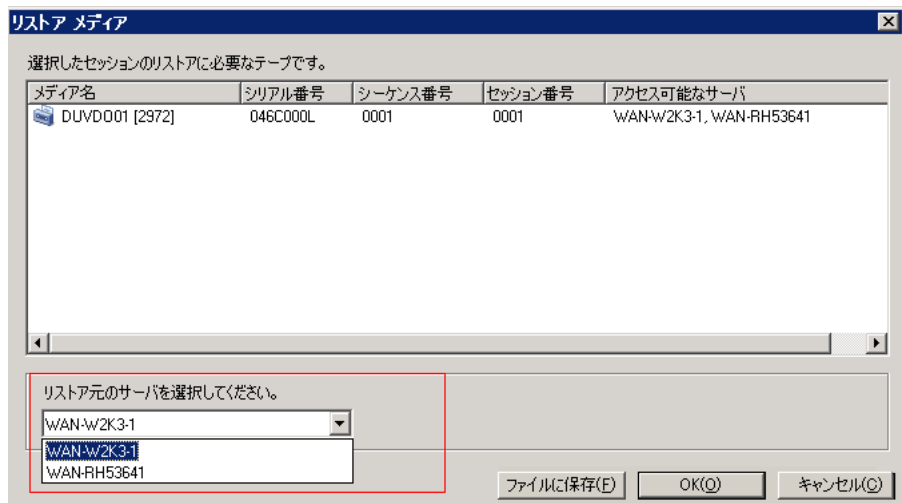 リストア メディア
選択したセッションのリストアに必要なテープです。
メディア名 シリアル番号 シーケンス番号 セッション番号 アクセス可能なサーバ
DUVDO01 [2972] 046C000L 0001 0001 WAN-W2K3-1, WAN-RH53641
リストア元のサーバを選択してください。
WAN-W2K3-1
WAN-W2K3-1
WAN-RH53641
ファイルに保存(F) OK(O) キャンセル(C)